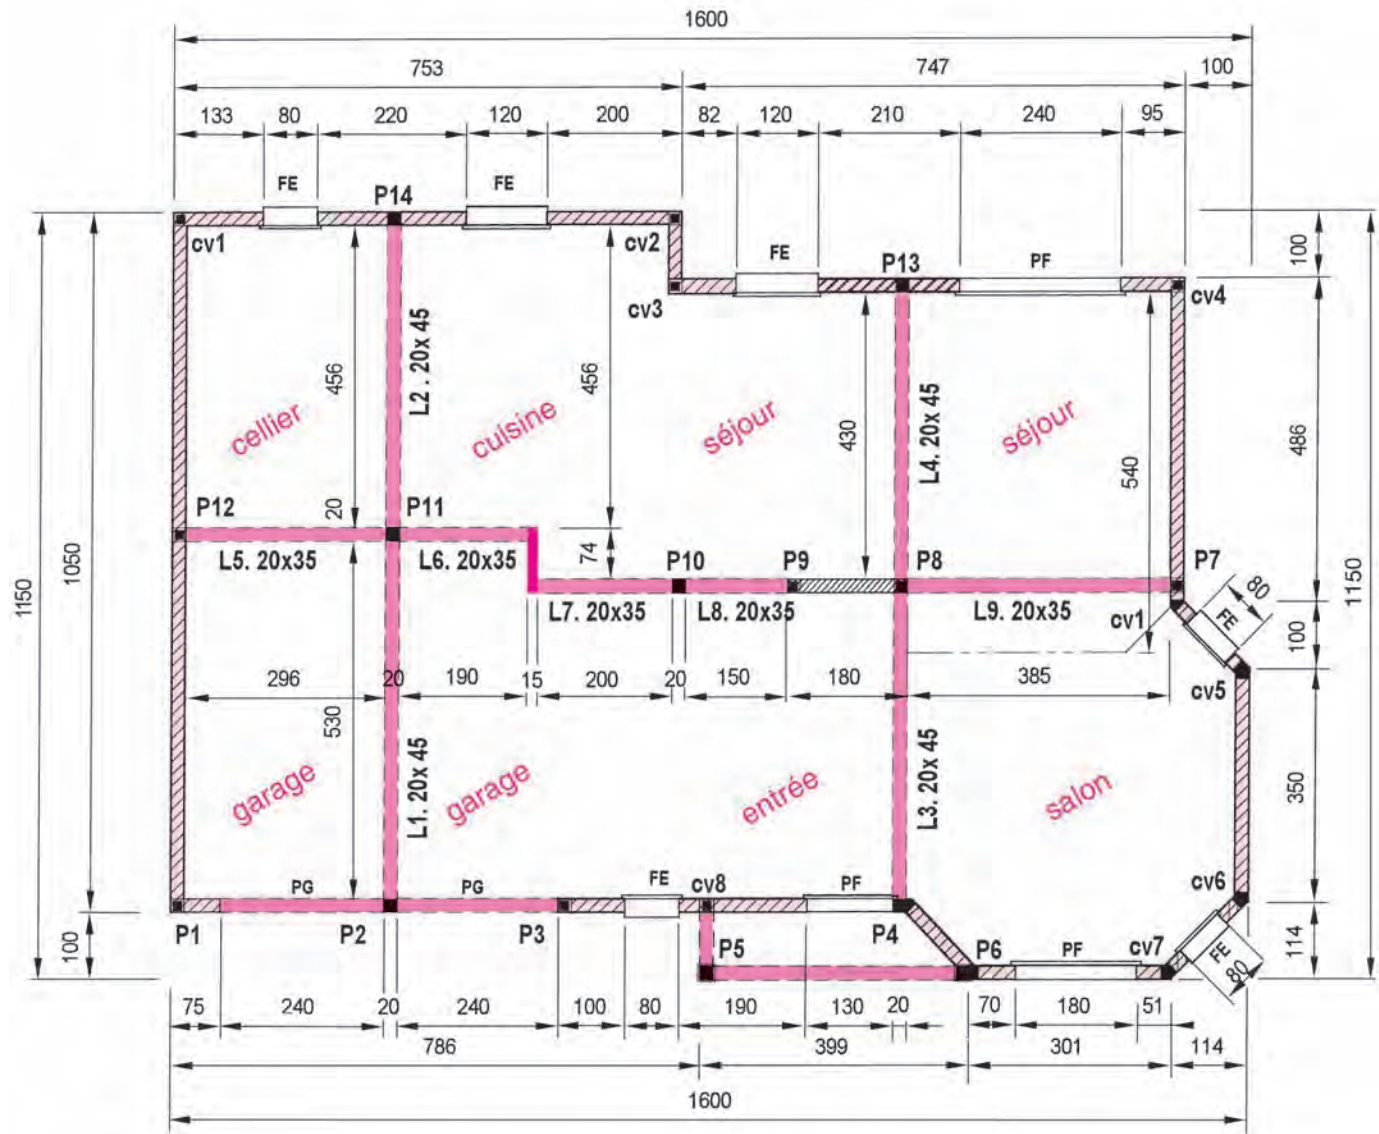 1600
753
747
100
133
80
220
120
200
82
120
210
240
95
FE
P14
FE
cv1
cv2
FE
P13
PF
cv3
cv4
100
1150
1050
456
L2 . 20x 45
456
cellier
cuisine
séjour
430
L4. 20x 45
séjour
540
486
1150
P12
20
P11
L5. 20x35
L6. 20x35
74
P10
P9
P8
P7
L7. 20x35
L8. 20x35
L9. 20x35
cv1
80
FE
100
cv5
296
20
190
15
200
20
150
180
385
530
L1. 20x 45
L3. 20x 45
350
garage
garage
entrée
salon
PG
PG
FE
cv8
PF
cv6
P1
P2
P3
P5
P4
P6
PF
cv7
FE
80
114
100
75
240
20
240
100
80
190
130
20
70
180
51
786
399
301
114
1600